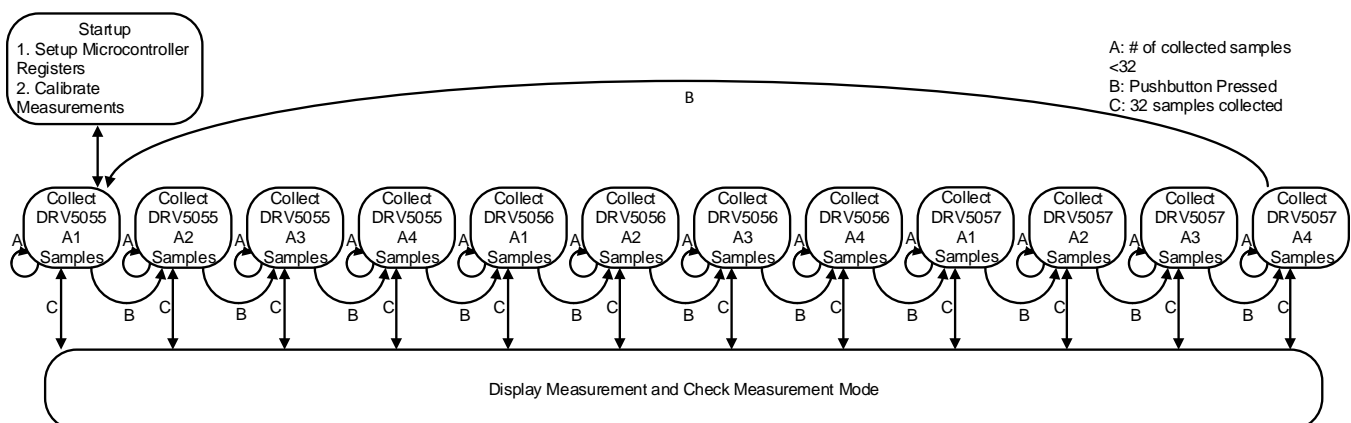 Startup
1. Setup Microcontroller
Registers
2. Calibrate
Measurements
A: # of collected samples
<32
B: Pushbutton Pressed
C: 32 samples collected
B
Collect
DRV5055
A1
Samples
Collect
DRV5055
A2
Samples
Collect
DRV5055
A3
Samples
Collect
DRV5055
A4
Samples
Collect
DRV5056
A1
Samples
Collect
DRV5056
A2
Samples
Collect
DRV5056
A3
Samples
Collect
DRV5056
A4
Samples
Collect
DRV5057
A1
Samples
Collect
DRV5057
A2
Samples
Collect
DRV5057
A3
Samples
Collect
DRV5057
A4
Samples
A A A A A A A A A A A A
C C C C C C C C C C C C
B B B B B B B B B B B
Display Measurement and Check Measurement Mode